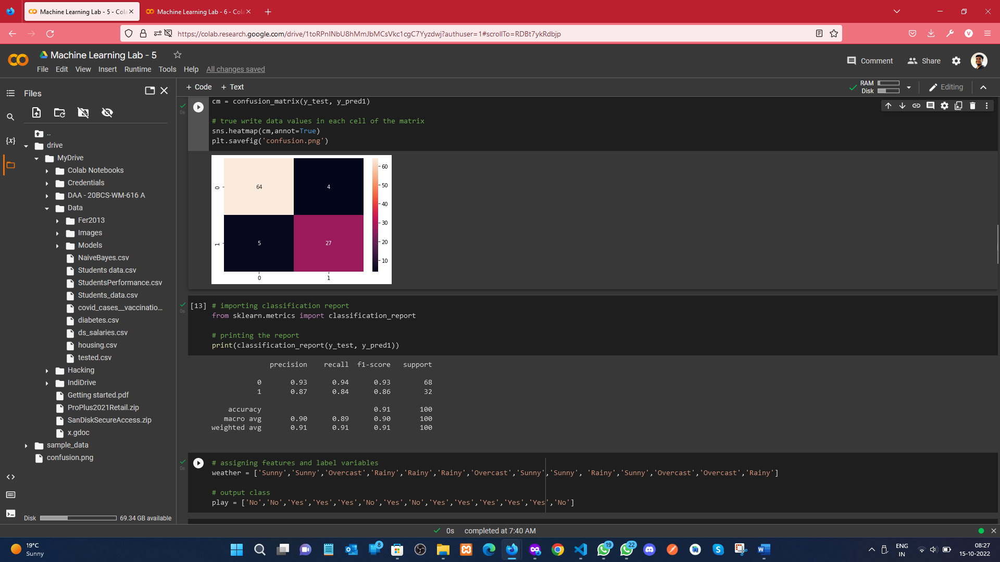 Machine Learning Lab - 5 - Cola
Machine Learning Lab - 6 - Cola
https://colab.research.google.com/drive/1toRPnINbU8hMmJbMCsVkc1cgC7Yyzdwj?authuser=1#scrollTo=RDBt7ykRdbjp
V
Machine Learning Lab - 5
File Edit View Insert Runtime Tools Help All changes saved
Comment Share
Files
+ Code + Text
RAM
Disk
Editing
..
drive
MyDrive
Colab Notebooks
Credentials
DAA - 20BCS-WM-616 A
Data
Fer2013
Images
Models
NaiveBayes.csv
Students data.csv
StudentsPerformance.csv
Students_data.csv
covid_cases__vaccinatio...
diabetes.csv
ds_salaries.csv
housing.csv
tested.csv
Hacking
IndiDrive
Getting started.pdf
ProPlus2021Retail.zip
SanDiskSecureAccess.zip
x.gdoc
sample_data
confusion.png
{x}
Disk 69.34 GB available
0s
cm = confusion_matrix(y_test, y_pred1)
# true write data values in each cell of the matrix
sns.heatmap(cm,annot=True)
plt.savefig('confusion.png')
0 64 4
1 5 27
0 1
60
50
40
30
20
10
0s
[13] # importing classification report
from sklearn.metrics import classification_report
# printing the report
print(classification_report(y_test, y_pred1))
precision recall f1-score support
0 0.93 0.94 0.93 68
1 0.87 0.84 0.86 32
accuracy 0.91 100
macro avg 0.90 0.89 0.90 100
weighted avg 0.91 0.91 0.91 100
0s
# assigning features and label variables
weather = ['Sunny','Sunny','Overcast','Rainy','Rainy','Rainy','Overcast','Sunny','Sunny', 'Rainy','Sunny','Overcast','Overcast','Rainy']
# output class
play = ['No','No','Yes','Yes','Yes','No','Yes','No','Yes','Yes','Yes','Yes','Yes','No']
0s completed at 7:40 AM
19°C
Sunny
8
19
22
ENG
IN
08:27
15-10-2022